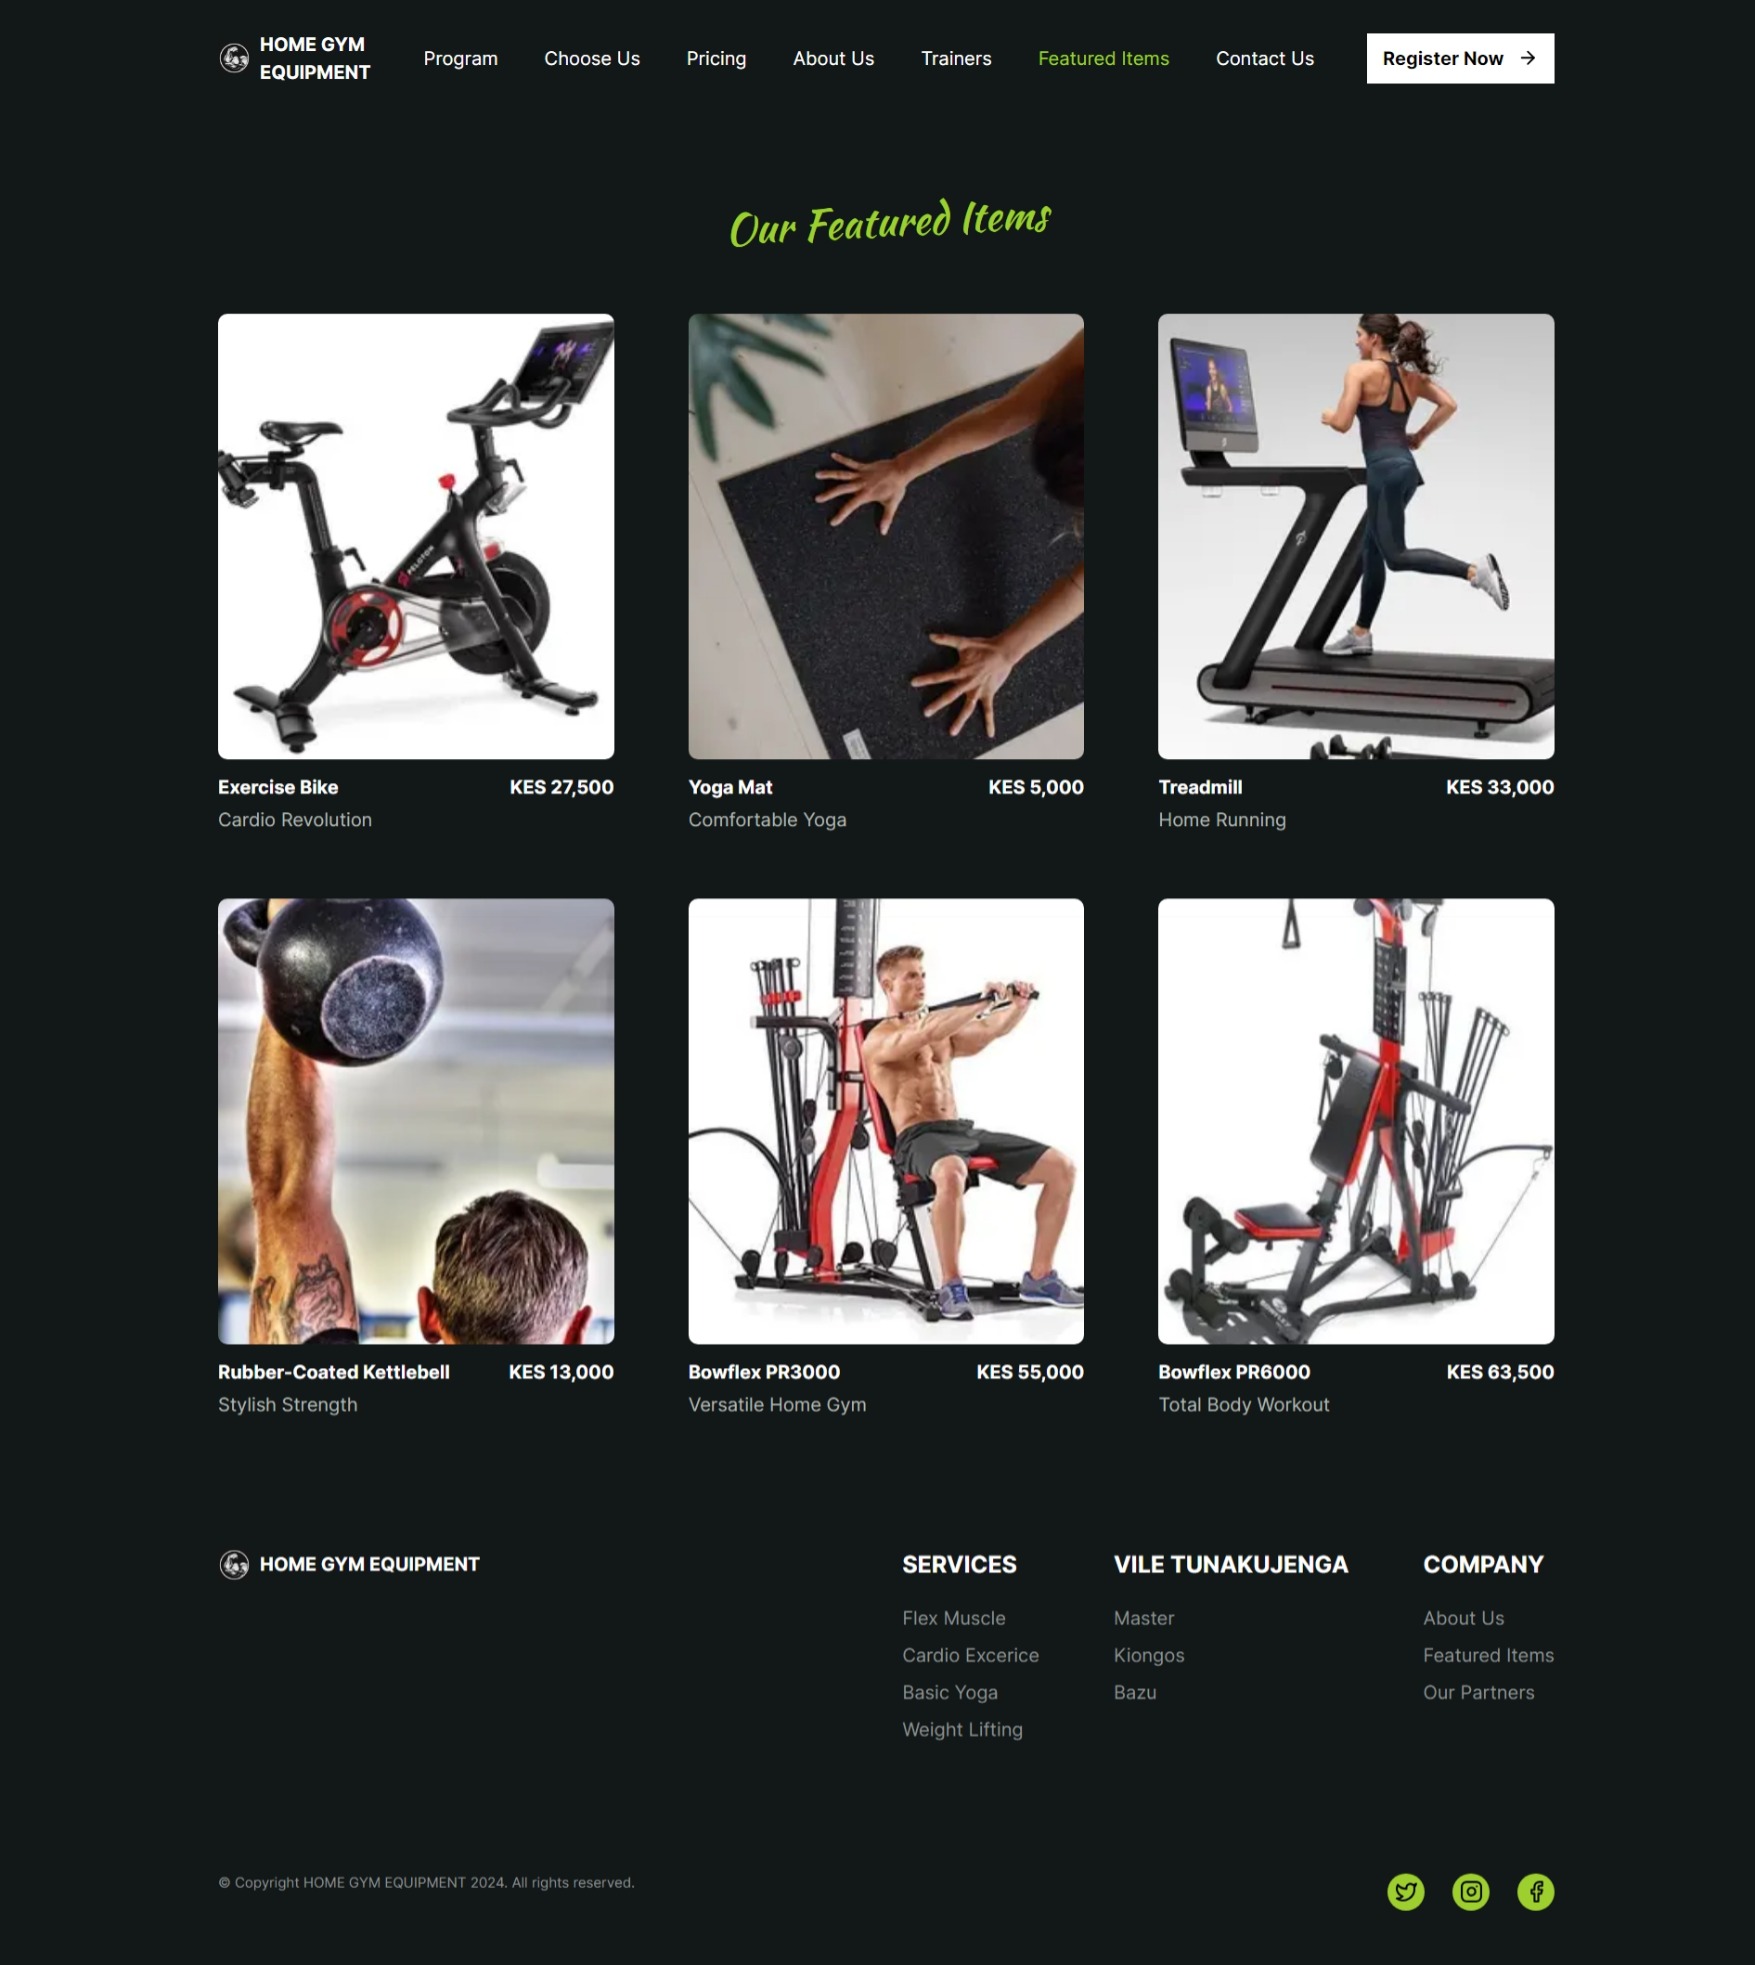 HOME GYM
EQUIPMENT
Program
Choose Us
Pricing
About Us
Trainers
Featured Items
Contact Us
Register Now
Our Featured Items
PELOTON
Exercise Bike
KES 27,500
Cardio Revolution
Yoga Mat
KES 5,000
Comfortable Yoga
Treadmill
KES 33,000
Home Running
Rubber-Coated Kettlebell
KES 13,000
Stylish Strength
Bowflex PR3000
KES 55,000
Versatile Home Gym
Bowflex PR6000
KES 63,500
Total Body Workout
HOME GYM EQUIPMENT
SERVICES
Flex Muscle
Cardio Excerice
Basic Yoga
Weight Lifting
VILE TUNAKUJENGA
Master
Kiongos
Bazu
COMPANY
About Us
Featured Items
Our Partners
© Copyright HOME GYM EQUIPMENT 2024. All rights reserved.